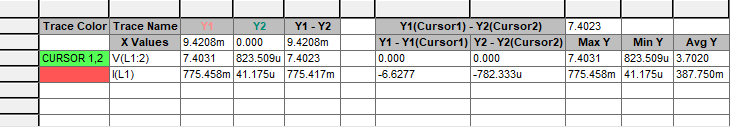 Trace Color Trace Name Y1 Y2 Y1 - Y2 Y1(Cursor1) - Y2(Cursor2) 7.4023
X Values 9.4208m 0.000 9.4208m Y1 - Y1(Cursor1) Y2 - Y2(Cursor2) Max Y Min Y Avg Y
CURSOR 1,2 V(L1:2) 7.4031 823.509u 7.4023 0.000 0.000 7.4031 823.509u 3.7020
I(L1) 775.458m 41.175u 775.417m -6.6277 -782.333u 775.458m 41.175u 387.750m